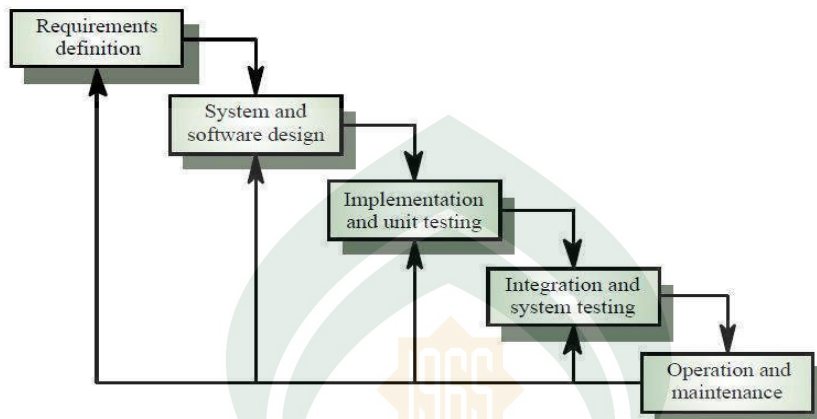 Requirements
definition
System and
software design
Implementation
and unit testing
Integration and
system testing
Operation and
maintenance